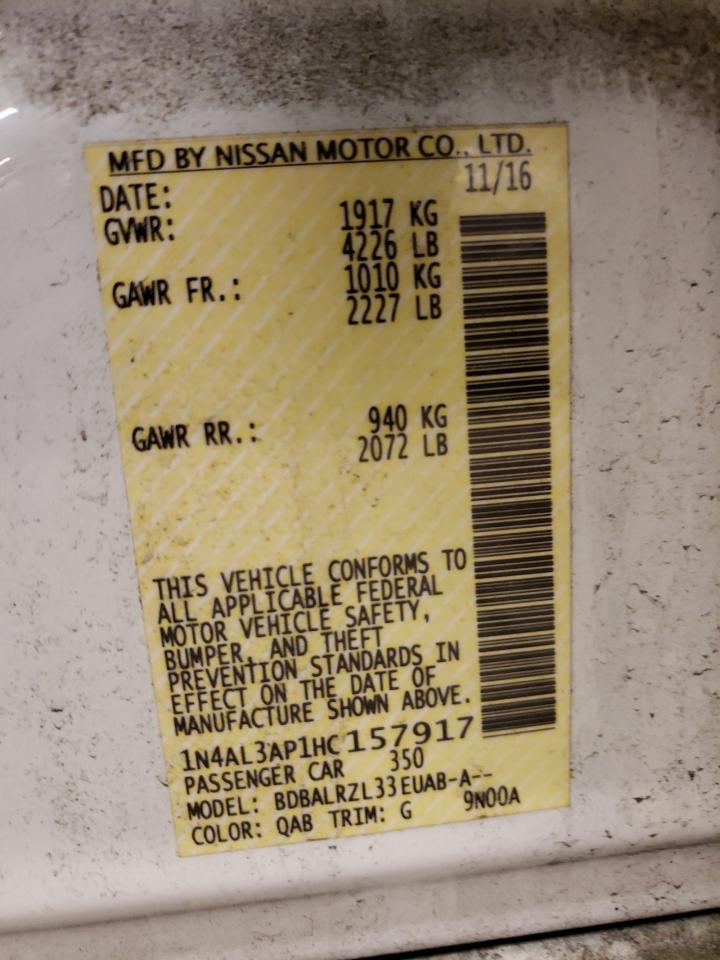 MFD BY NISSAN MOTOR CO., LTD.
DATE: 11/16
GVWR: 1917 KG
4226 LB
GAWR FR.: 1010 KG
2227 LB
GAWR RR.: 940 KG
2072 LB
THIS VEHICLE CONFORMS TO
ALL APPLICABLE FEDERAL
MOTOR VEHICLE SAFETY,
BUMPER, AND THEFT
PREVENTION STANDARDS IN
EFFECT ON THE DATE OF
MANUFACTURE SHOWN ABOVE.
1N4AL3AP1HC157917
PASSENGER CAR 350
MODEL: BDBALRZL33EUAB-A--
COLOR: QAB TRIM: G 9N00A